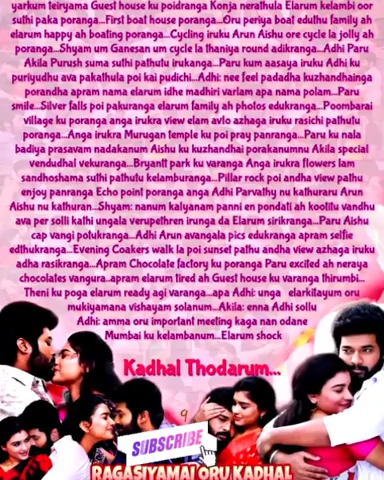 yarkum teiriyama Guest house ku poidranga Konja nerathula Elarum kelambi oor
suthi paka poranga...First boat house poranga...Oru periya boat eduthu family ah
elarum happy ah boating poranga...Cycling iruku Arun Aishu ore cycle la jolly ah
poranga...Shyam um Ganesan um cycle la thaniya round adikranga...Adhi Paru
Akila Purush suma suthi pathutu irukanga...Paru kum aasaya iruku Adhi ku
puriyudhu ava pakathula poi kai pudichi...Adhi: nee feel padadha kuzhandhainga
porandha apram nama elarum idhe madhiri varlam apa nama polam...Paru
smile...Silver falls poi pakuranga elarum family ah photos edukranga...Poombarai
village ku poranga anga irukra view elam avlo azhaga iruku rasichi pathutu
poranga...Anga irukra Murugan temple ku poi pray panranga...Paru ku nala
badiya prasavam nadakanum Aishu ku kuzhandhai porakanumnu Akila special
vendudhal vekuranga...Bryantt park ku varanga Anga irukra flowers lam
sandhoshama suthi pathutu kelamburanga...Pillar rock poi andha view pathu
enjoy panranga Echo point poranga anga Adhi Parvathy nu kathuraru Arun
Aishu nu kathuran...Shyam: nanum kalyanam panni en pondati ah kootitu vandhu
ava per solli kathi ungala verupethren irunga da Elarum sirikranga...Paru Aishu
cap vangi potukranga...Adhi Arun avangala pics edukranga apram selfie
edthukranga...Evening Coakers walk la poi sunset pathu andha view azhaga iruku
adha rasikranga...Apram Chocolate factory ku poranga Paru excited ah neraya
chocolates vangura..apram elarum tired ah Guest house ku varanga thirumbi...
Theni ku poga elarum ready agi varanga...apa Adhi: unga elarkitayum oru
mukiyamana vishayam solanum...Akila: enna Adhi sollu
Adhi: amma oru important meeting kaga nan odane
Mumbai ku kelambanum...Elarum shock
Kadhal Thodarum...
SUBSCRIBE
RAGASIYAMAI ORU KADHAL